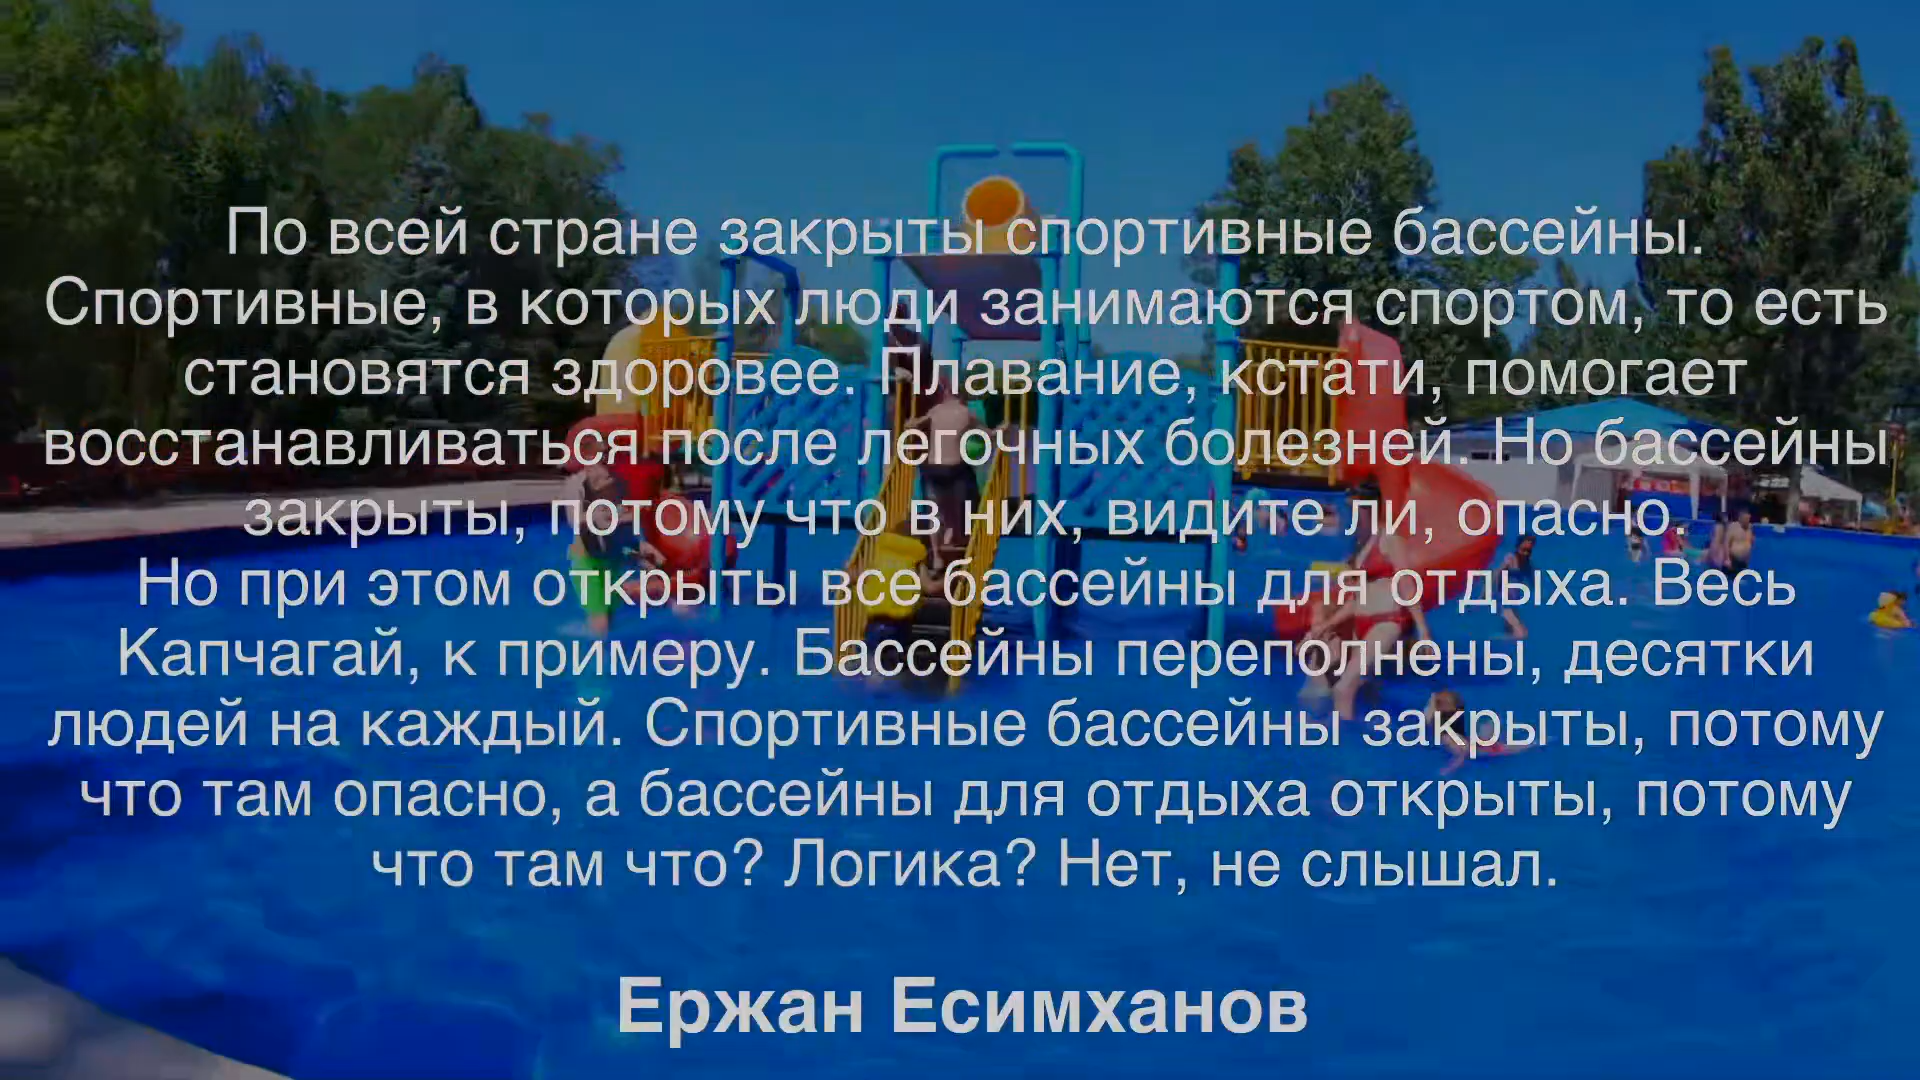 По всей стране закрыты спортивные бассейны.
Спортивные, в которых люди занимаются спортом, то есть
становятся здоровее. Плавание, кстати, помогает
восстанавливаться после легочных болезней. Но бассейны
закрыты, потому что в них, видите ли, опасно.
Но при этом открыты все бассейны для отдыха. Весь
Капчагай, к примеру. Бассейны переполнены, десятки
людей на каждый. Спортивные бассейны закрыты, потому
что там опасно, а бассейны для отдыха открыты, потому
что там что? Логика? Нет, не слышал.
Ержан Есимханов